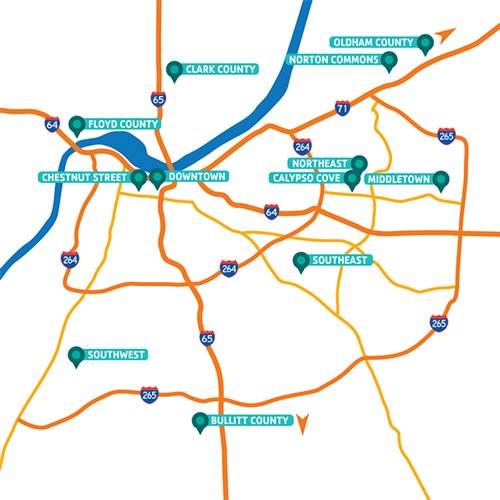 OLDHAM COUNTY
NORTON COMMONS
CLARK COUNTY
65
71
64
FLOYD COUNTY
265
264
NORTHEAST
CHESTNUT STREET
DOWNTOWN
CALYPSO COVE
MIDDLETOWN
64
264
264
SOUTHEAST
265
65
SOUTHWEST
265
BULLITT COUNTY